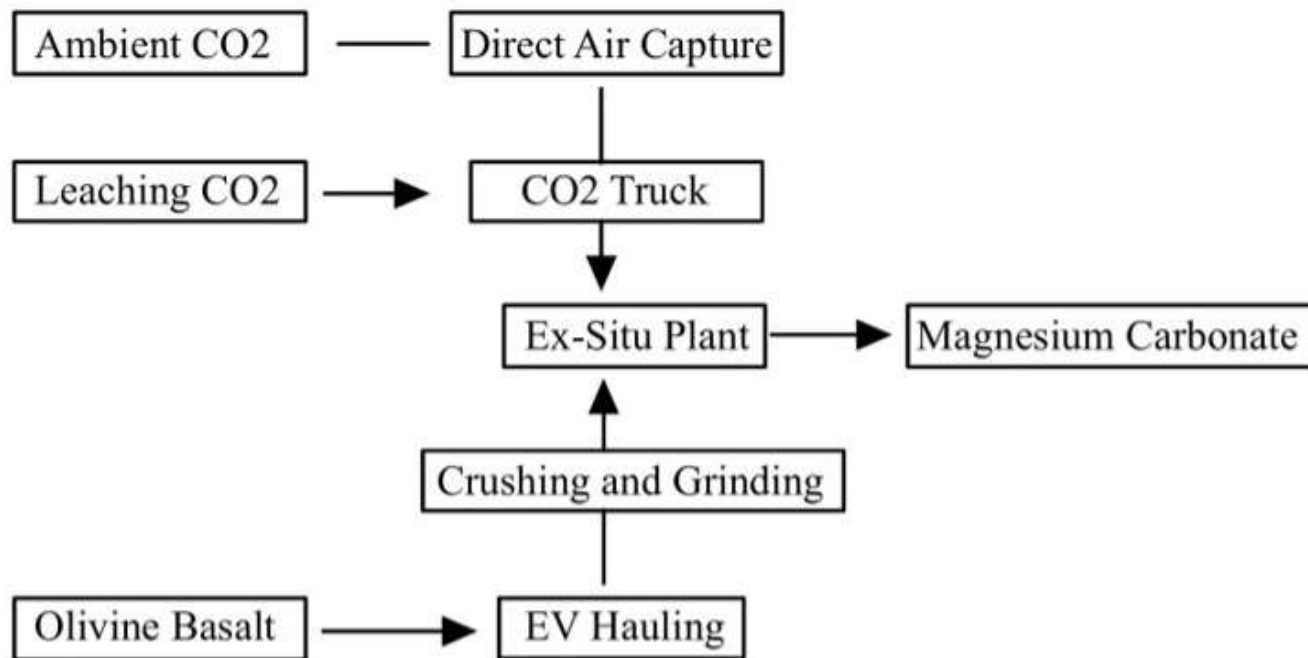 Ambient CO2
Direct Air Capture
Leaching CO2
CO2 Truck
Ex-Situ Plant
Magnesium Carbonate
Crushing and Grinding
Olivine Basalt
EV Hauling